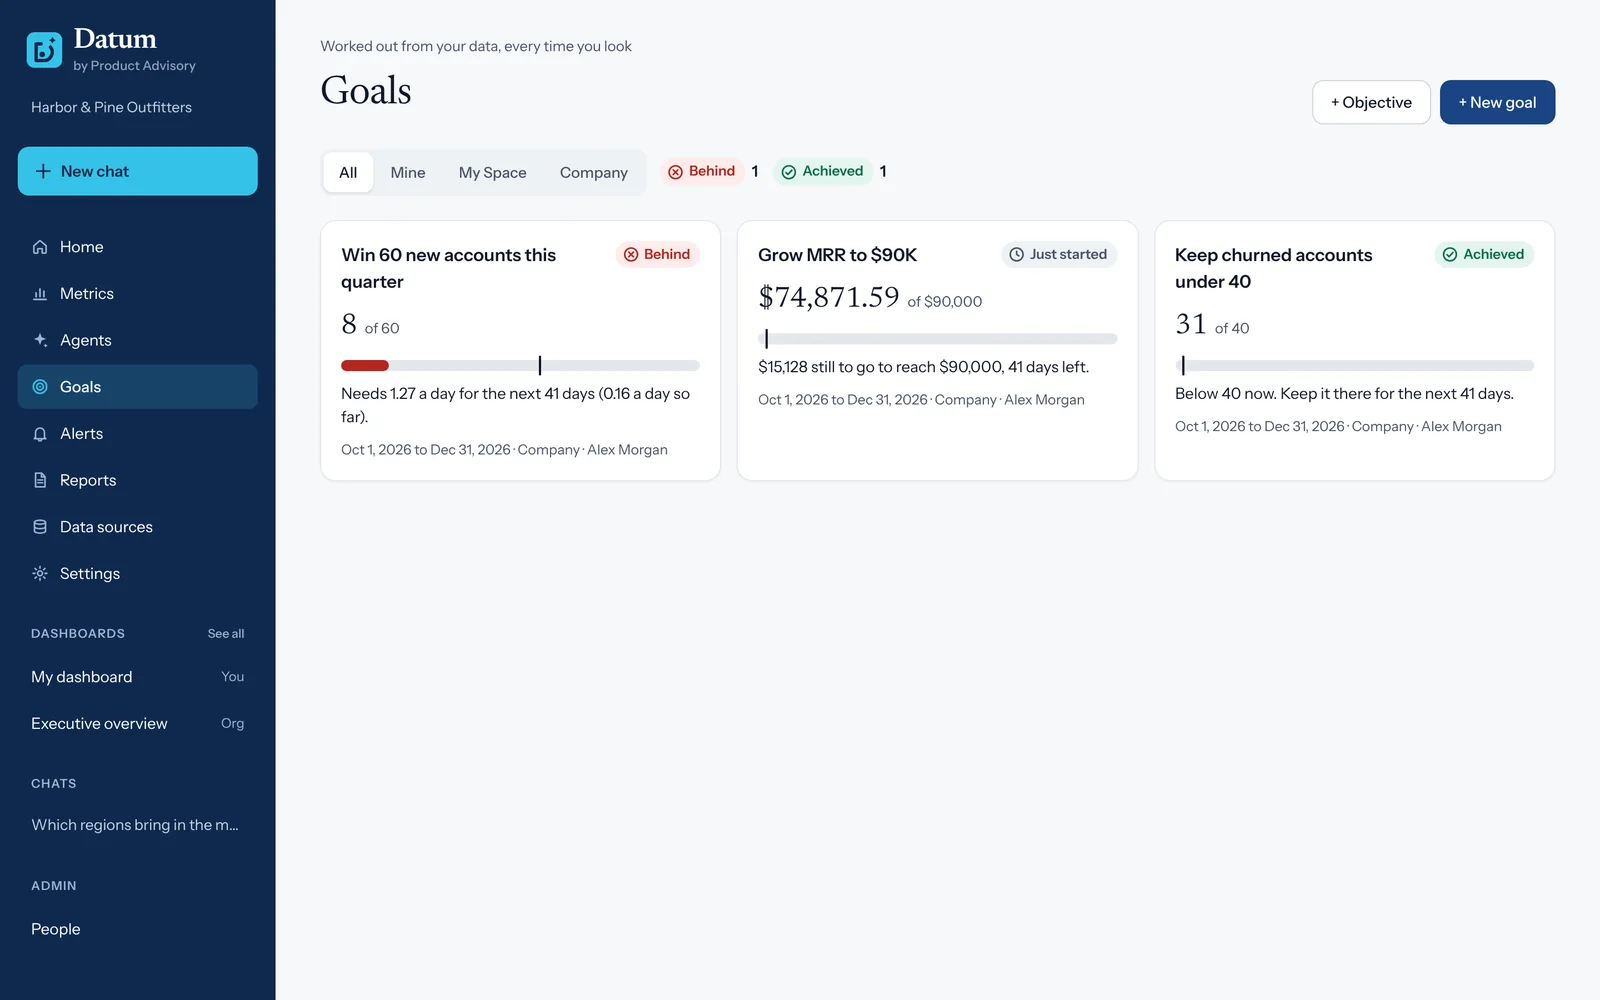 Datum
by Product Advisory
Harbor & Pine Outfitters
New chat
Home
Metrics
Agents
Goals
Alerts
Reports
Data sources
Settings
DASHBOARDS
See all
My dashboard
You
Executive overview
Org
CHATS
Which regions bring in the m...
ADMIN
People
Worked out from your data, every time you look
Goals
+ Objective
+ New goal
All
Mine
My Space
Company
Behind 1
Achieved 1
Win 60 new accounts this
quarter
Behind
8 of 60
Needs 1.27 a day for the next 41 days (0.16 a day so
far).
Oct 1, 2026 to Dec 31, 2026 · Company · Alex Morgan
Grow MRR to $90K
Just started
$74,871.59 of $90,000
$15,128 still to go to reach $90,000, 41 days left.
Oct 1, 2026 to Dec 31, 2026 · Company · Alex Morgan
Keep churned accounts
under 40
Achieved
31 of 40
Below 40 now. Keep it there for the next 41 days.
Oct 1, 2026 to Dec 31, 2026 · Company · Alex Morgan